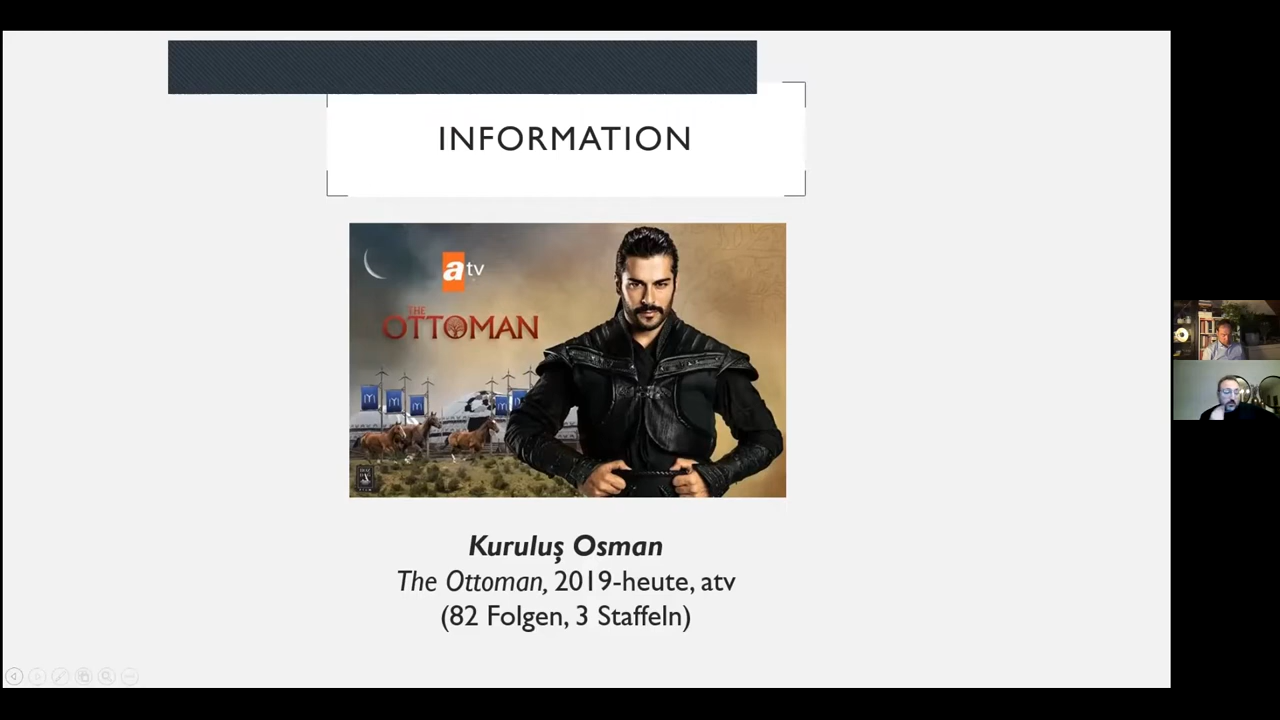 INFORMATION
atv
THE
OTTOMAN
Kuruluş Osman
The Ottoman, 2019-heute, atv
(82 Folgen, 3 Staffeln)